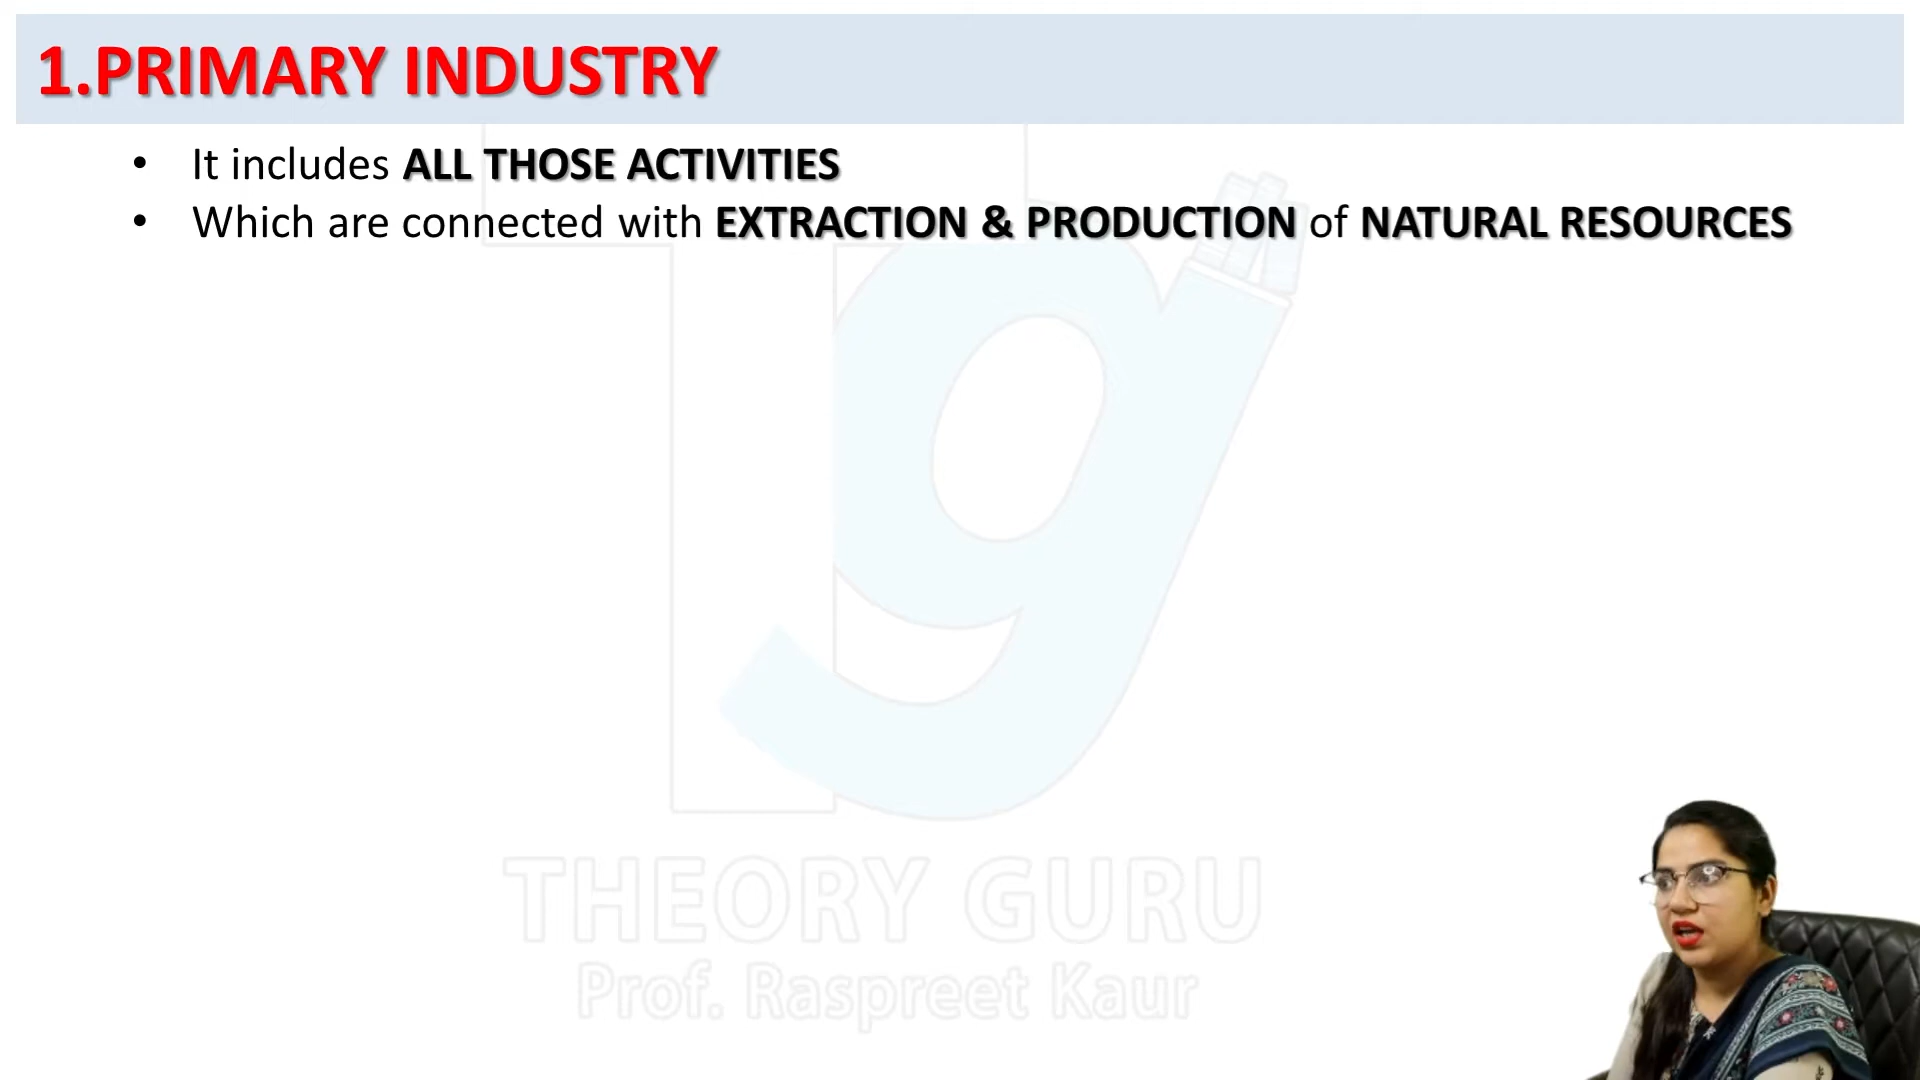 1.PRIMARY INDUSTRY
• It includes ALL THOSE ACTIVITIES
• Which are connected with EXTRACTION & PRODUCTION of NATURAL RESOURCES
Tg
THEORY GURU
Prof. Raspreet Kaur